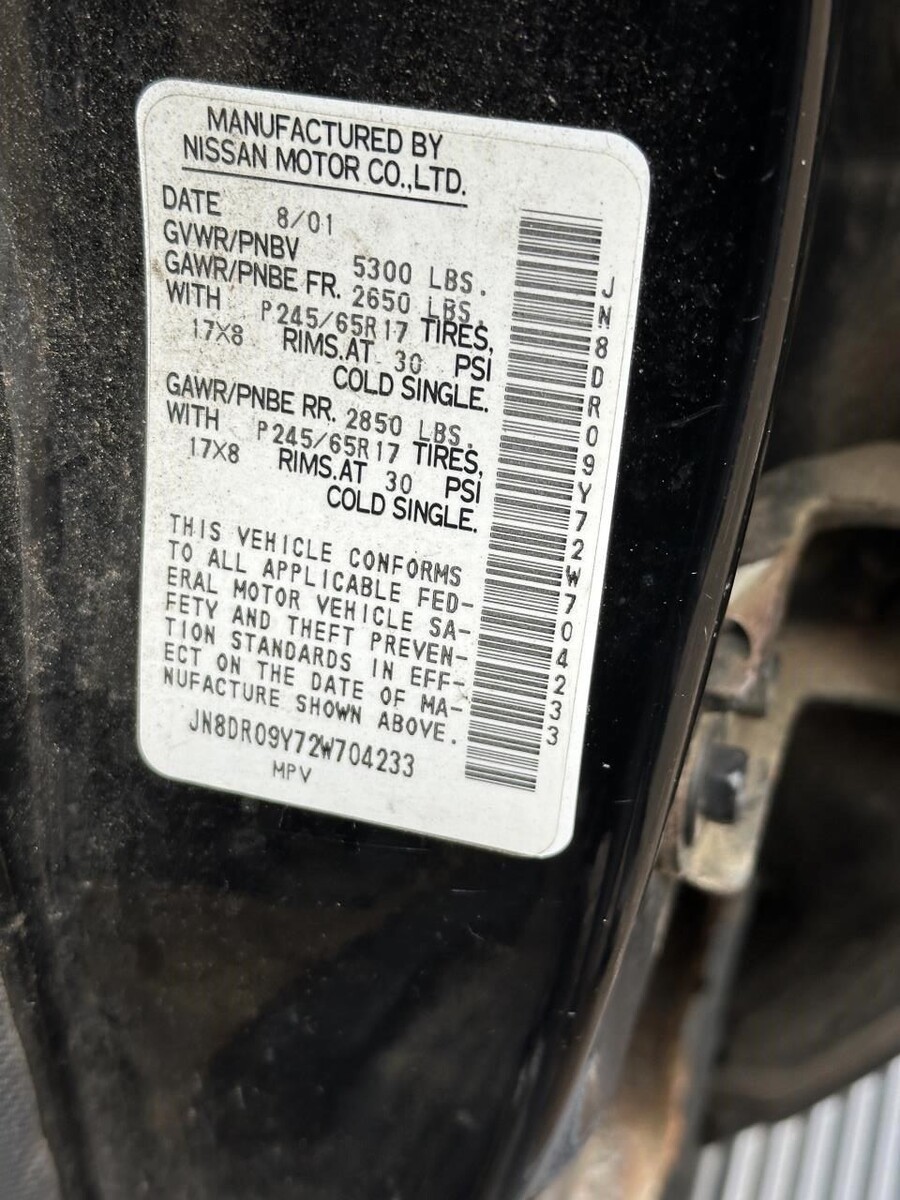 MANUFACTURED BY
NISSAN MOTOR CO.,LTD.
DATE 8/01
GVWR/PNBV 5300 LBS.
GAWR/PNBE FR. 2650 LBS.
WITH P245/65R17 TIRES,
17X8 RIMS.AT 30 PSI
COLD SINGLE.
GAWR/PNBE RR. 2850 LBS.
WITH P245/65R17 TIRES,
17X8 RIMS.AT 30 PSI
COLD SINGLE.
THIS VEHICLE CONFORMS
TO ALL APPLICABLE FED-
ERAL MOTOR VEHICLE SA-
FETY AND THEFT PREVEN-
TION STANDARDS IN EFF-
ECT ON THE DATE OF MA-
NUFACTURE SHOWN ABOVE.
JN8DR09Y72W704233
MPV
JN8DR09Y72W704233